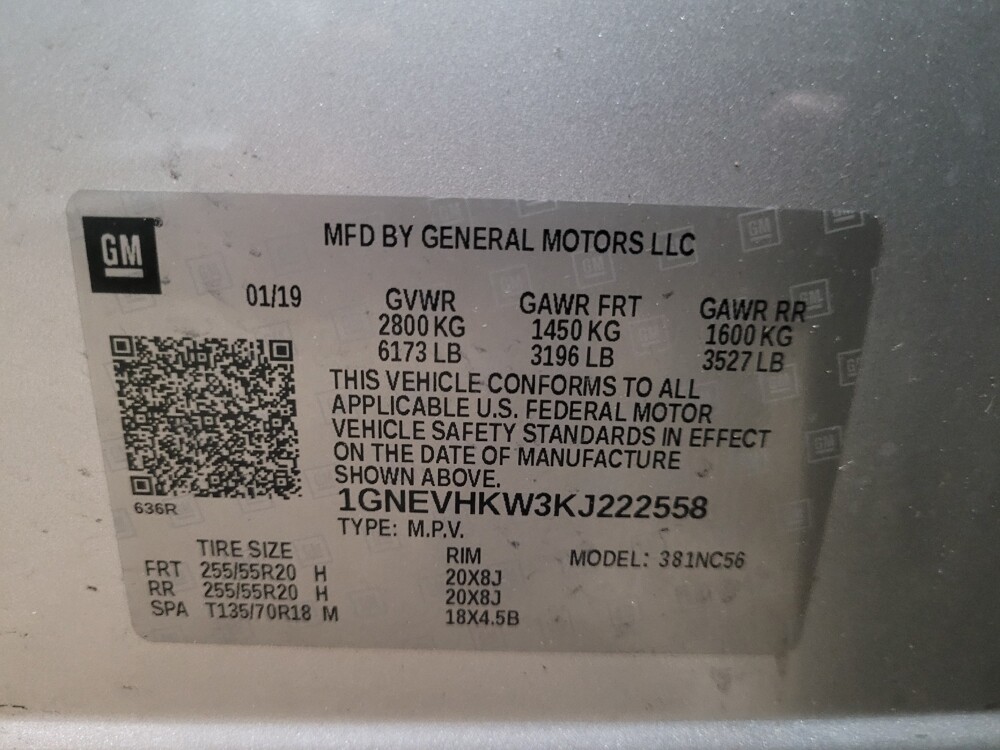 GM
MFD BY GENERAL MOTORS LLC
01/19 GVWR GAWR FRT GAWR RR
2800 KG 1450 KG 1600 KG
6173 LB 3196 LB 3527 LB
THIS VEHICLE CONFORMS TO ALL
APPLICABLE U.S. FEDERAL MOTOR
VEHICLE SAFETY STANDARDS IN EFFECT
ON THE DATE OF MANUFACTURE
SHOWN ABOVE.
1GNEVHKW3KJ222558
636R
TYPE: M.P.V.
TIRE SIZE RIM MODEL: 381NC56
FRT 255/55R20 H 20X8J
RR 255/55R20 H 20X8J
SPA T135/70R18 M 18X4.5B